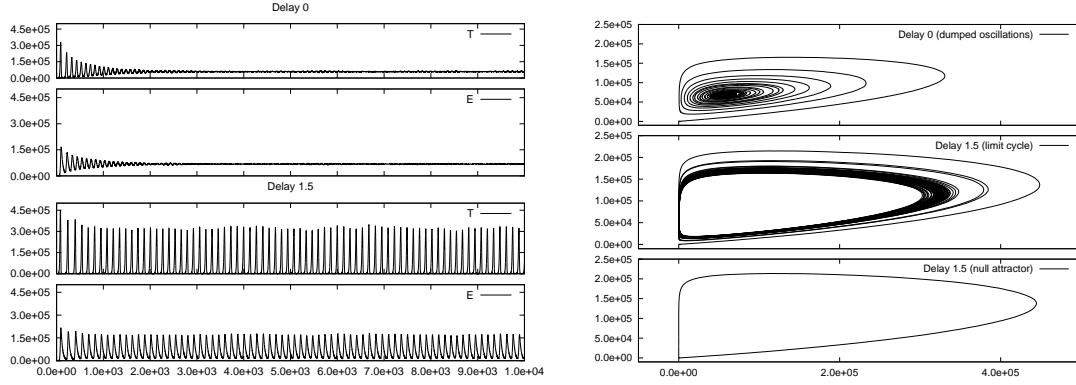 Delay 0
4.5e+05
3.0e+05
1.5e+05
0.0e+00
T
4.5e+05
3.0e+05
1.5e+05
0.0e+00
E
Delay 1.5
4.5e+05
3.0e+05
1.5e+05
0.0e+00
T
4.5e+05
3.0e+05
1.5e+05
0.0e+00
E
0.0e+00 1.0e+03 2.0e+03 3.0e+03 4.0e+03 5.0e+03 6.0e+03 7.0e+03 8.0e+03 9.0e+03 1.0e+04
2.5e+05
2.0e+05
1.5e+05
1.0e+05
5.0e+04
0.0e+00
Delay 0 (dumped oscillations)
2.5e+05
2.0e+05
1.5e+05
1.0e+05
5.0e+04
0.0e+00
Delay 1.5 (limit cycle)
2.5e+05
2.0e+05
1.5e+05
1.0e+05
5.0e+04
0.0e+00
Delay 1.5 (null attractor)
0.0e+00 2.0e+05 4.0e+05